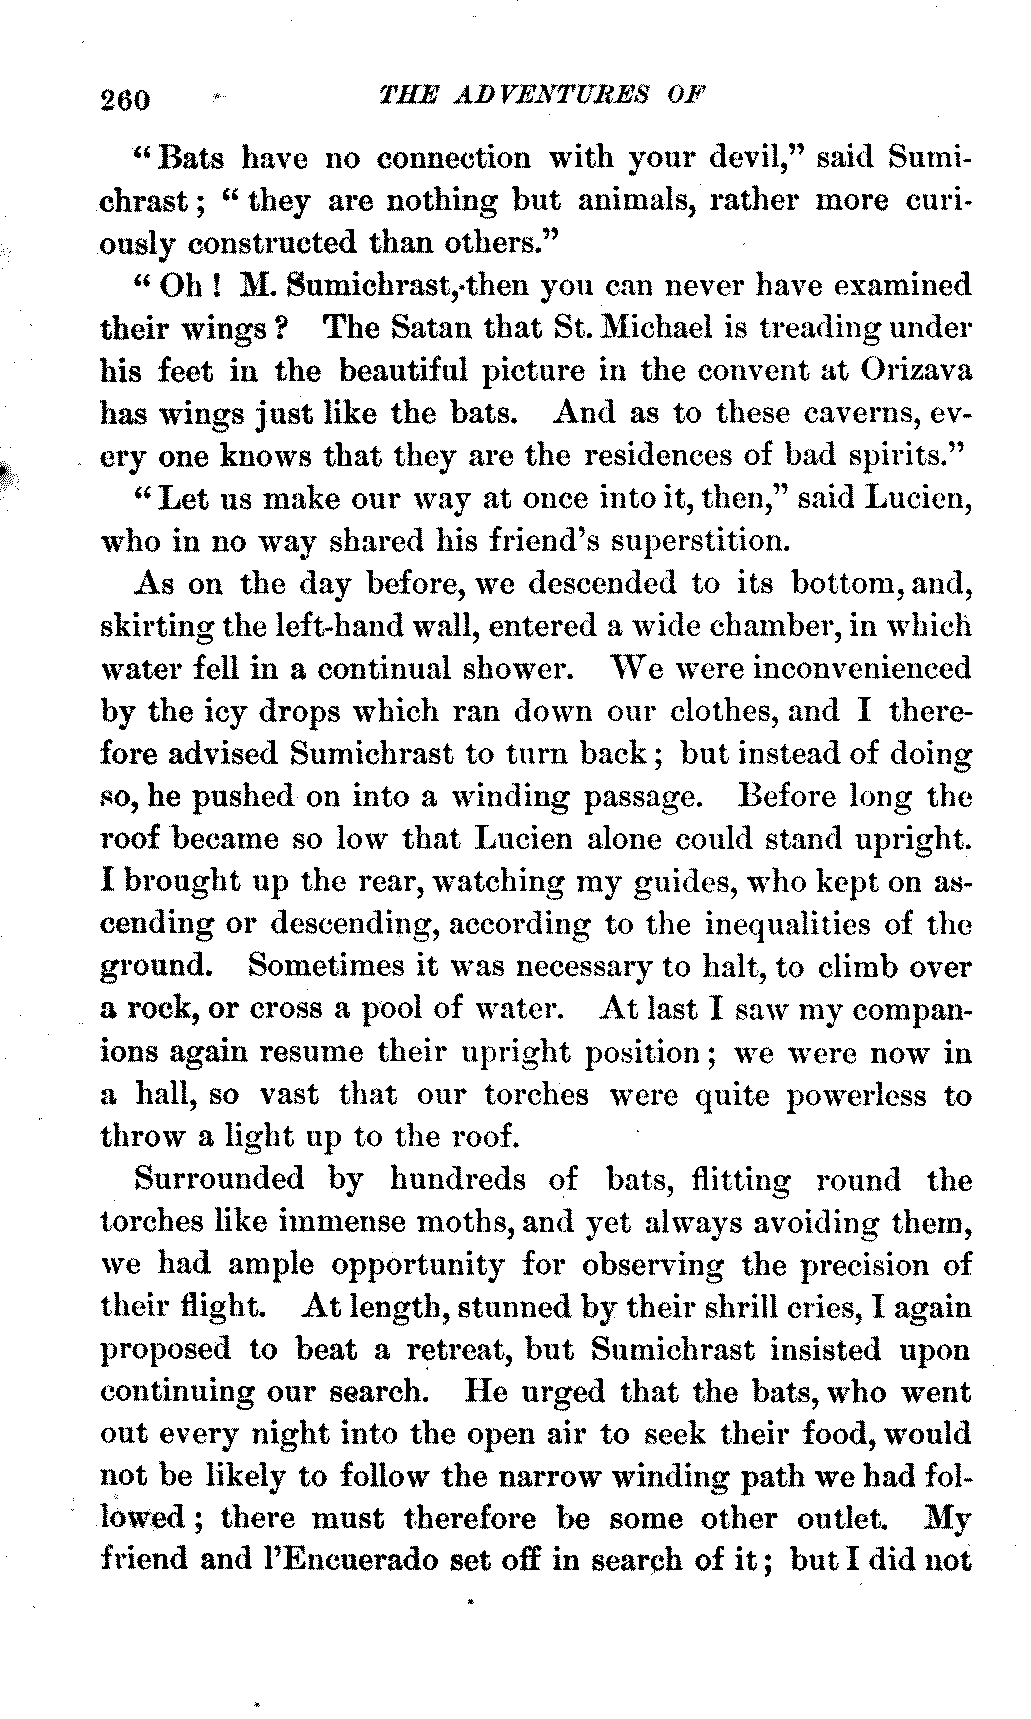 260 THE ADVENTURES OF
"Bats have no connection with your devil," said Sumi-
chrast; "they are nothing but animals, rather more curi-
ously constructed than others."
"Oh! M. Sumichrast, then you can never have examined
their wings? The Satan that St. Michael is treading under
his feet in the beautiful picture in the convent at Orizava
has wings just like the bats. And as to these caverns, ev-
ery one knows that they are the residences of bad spirits."
"Let us make our way at once into it, then," said Lucien,
who in no way shared his friend's superstition.
As on the day before, we descended to its bottom, and,
skirting the left-hand wall, entered a wide chamber, in which
water fell in a continual shower. We were inconvenienced
by the icy drops which ran down our clothes, and I there-
fore advised Sumichrast to turn back; but instead of doing
so, he pushed on into a winding passage. Before long the
roof became so low that Lucien alone could stand upright.
I brought up the rear, watching my guides, who kept on as-
cending or descending, according to the inequalities of the
ground. Sometimes it was necessary to halt, to climb over
a rock, or cross a pool of water. At last I saw my compan-
ions again resume their upright position; we were now in
a hall, so vast that our torches were quite powerless to
throw a light up to the roof.
Surrounded by hundreds of bats, flitting round the
torches like immense moths, and yet always avoiding them,
we had ample opportunity for observing the precision of
their flight. At length, stunned by their shrill cries, I again
proposed to beat a retreat, but Sumichrast insisted upon
continuing our search. He urged that the bats, who went
out every night into the open air to seek their food, would
not be likely to follow the narrow winding path we had fol-
lowed; there must therefore be some other outlet. My
friend and l'Encuerado set off in search of it; but I did not